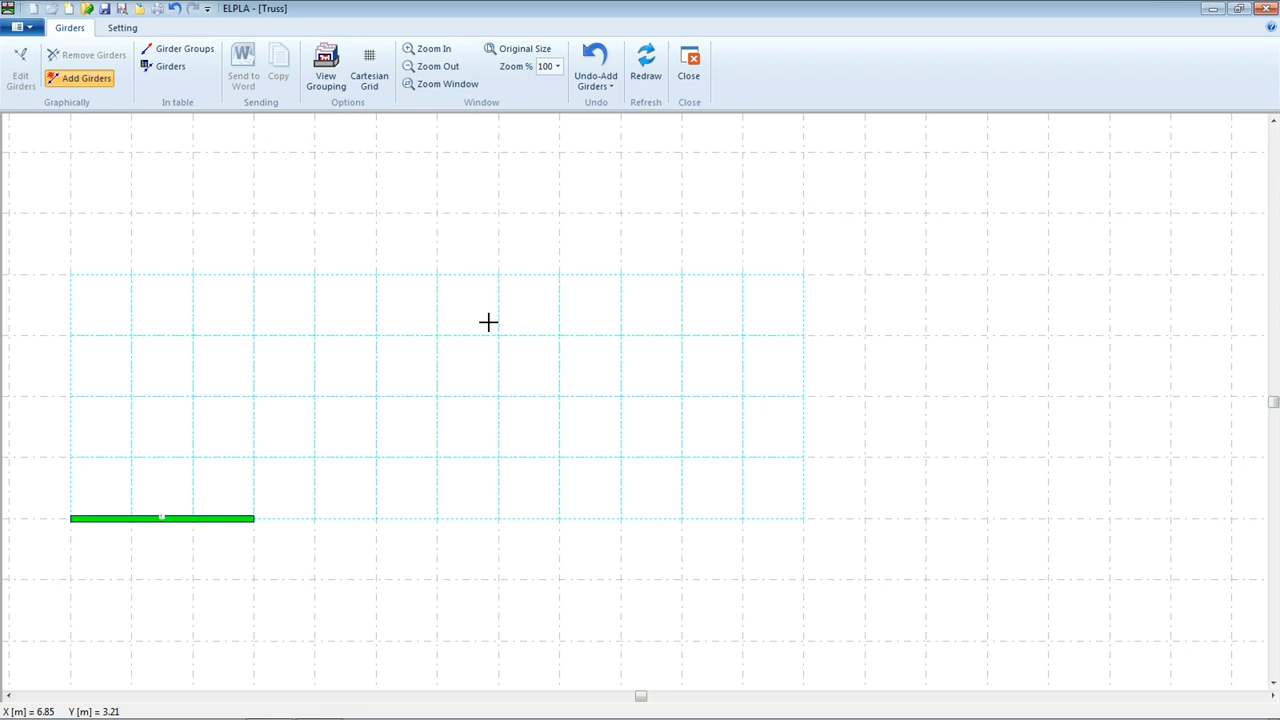 ELPLA - [Truss]
Girders Setting
Edit Girders
Remove Girders
Add Girders
Graphically
Girder Groups
Girders
In table
Send to Word
Copy
Sending
View Grouping
Cartesian Grid
Options
Zoom In
Zoom Out
Zoom Window
Original Size
Zoom % 100
Window
Undo-Add Girders
Undo
Redraw
Refresh
Close
Close
X [m] = 6.85 Y [m] = 3.21